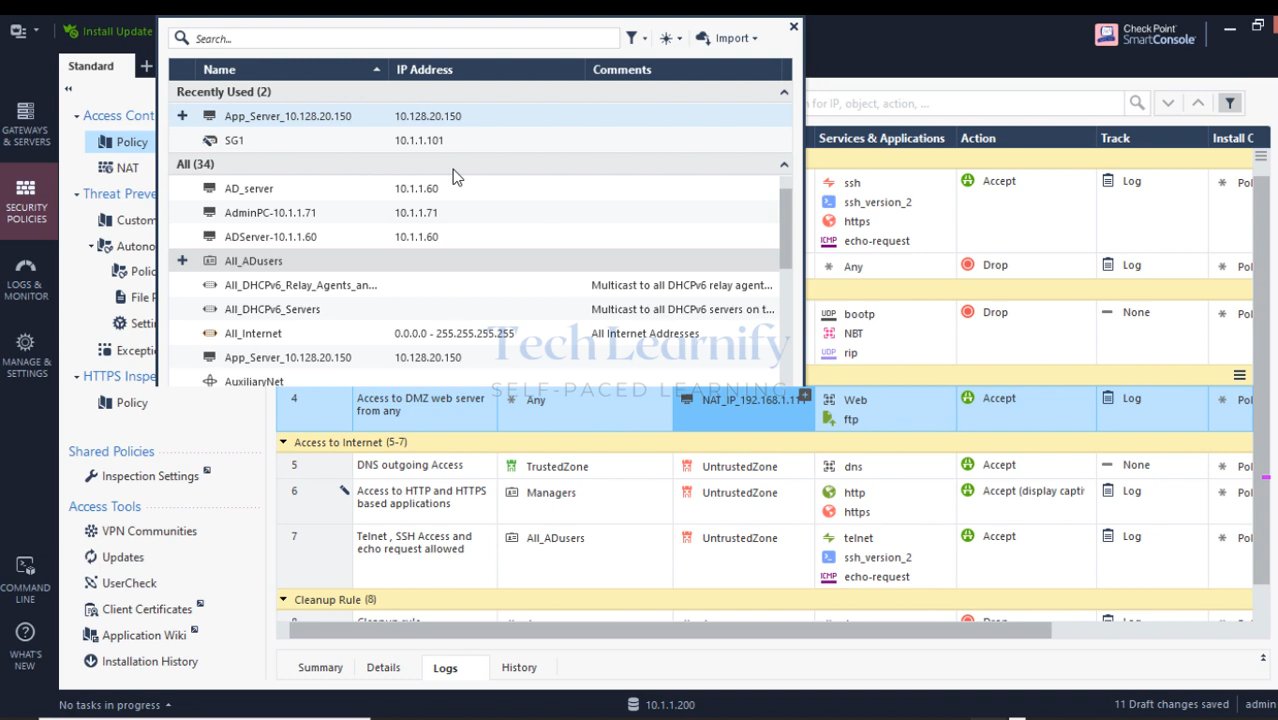 Install Update
Search...
Import
Check Point
SmartConsole
Standard
Name
IP Address
Comments
Recently Used (2)
App_Server_10.128.20.150 10.128.20.150
SG1 10.1.1.101
All (34)
AD_server 10.1.1.60
AdminPC-10.1.1.71 10.1.1.71
ADServer-10.1.1.60 10.1.1.60
All_ADusers
All_DHCPv6_Relay_Agents_an... Multicast to all DHCPv6 relay agent...
All_DHCPv6_Servers Multicast to all DHCPv6 servers on t...
All_Internet 0.0.0.0 - 255.255.255.255 All Internet Addresses
App_Server_10.128.20.150 10.128.20.150
AuxiliaryNet
Tech Learnify
SELF-PACED LEARNING
GATEWAYS
& SERVERS
SECURITY
POLICIES
LOGS &
MONITOR
MANAGE &
SETTINGS
COMMAND
LINE
WHAT'S
NEW
Access Cont
Policy
NAT
Threat Preve
Custom
Autono
Polic
File P
Setti
Exceptio
HTTPS Inspe
Policy
Shared Policies
Inspection Settings
Access Tools
VPN Communities
Updates
UserCheck
Client Certificates
Application Wiki
Installation History
h for IP, object, action, ...
Services & Applications Action Track Install O
ssh Accept Log Pol
ssh_version_2
https
ICMP echo-request
Any Drop Log Pol
UDP bootp Drop None Pol
NBT
UDP rip
4 Access to DMZ web server Any NAT_IP_192.168.1.111 Web Accept Log Pol
from any ftp
Access to Internet (5-7)
5 DNS outgoing Access TrustedZone UntrustedZone dns Accept None Pol
6 Access to HTTP and HTTPS Managers UntrustedZone http Accept (display capti Log Pol
based applications https
7 Telnet , SSH Access and All_ADusers UntrustedZone telnet Accept Log Pol
echo request allowed ssh_version_2
ICMP echo-request
Cleanup Rule (8)
Summary Details Logs History
No tasks in progress
10.1.1.200
11 Draft changes saved
admin